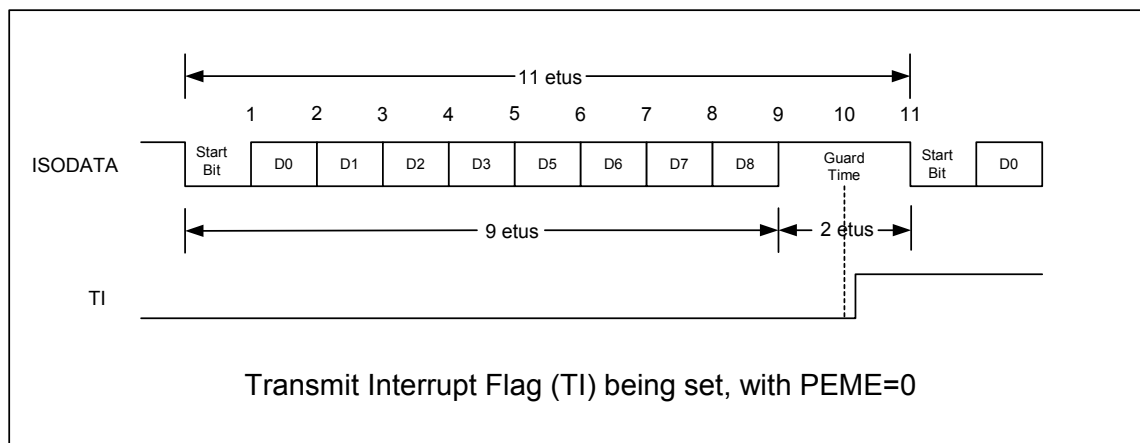 11 etus
1 2 3 4 5 6 7 8 9 10 11
ISODATA
Start Bit D0 D1 D2 D3 D5 D6 D7 D8 Guard Time Start Bit D0
9 etus 2 etus
TI
Transmit Interrupt Flag (TI) being set, with PEME=0